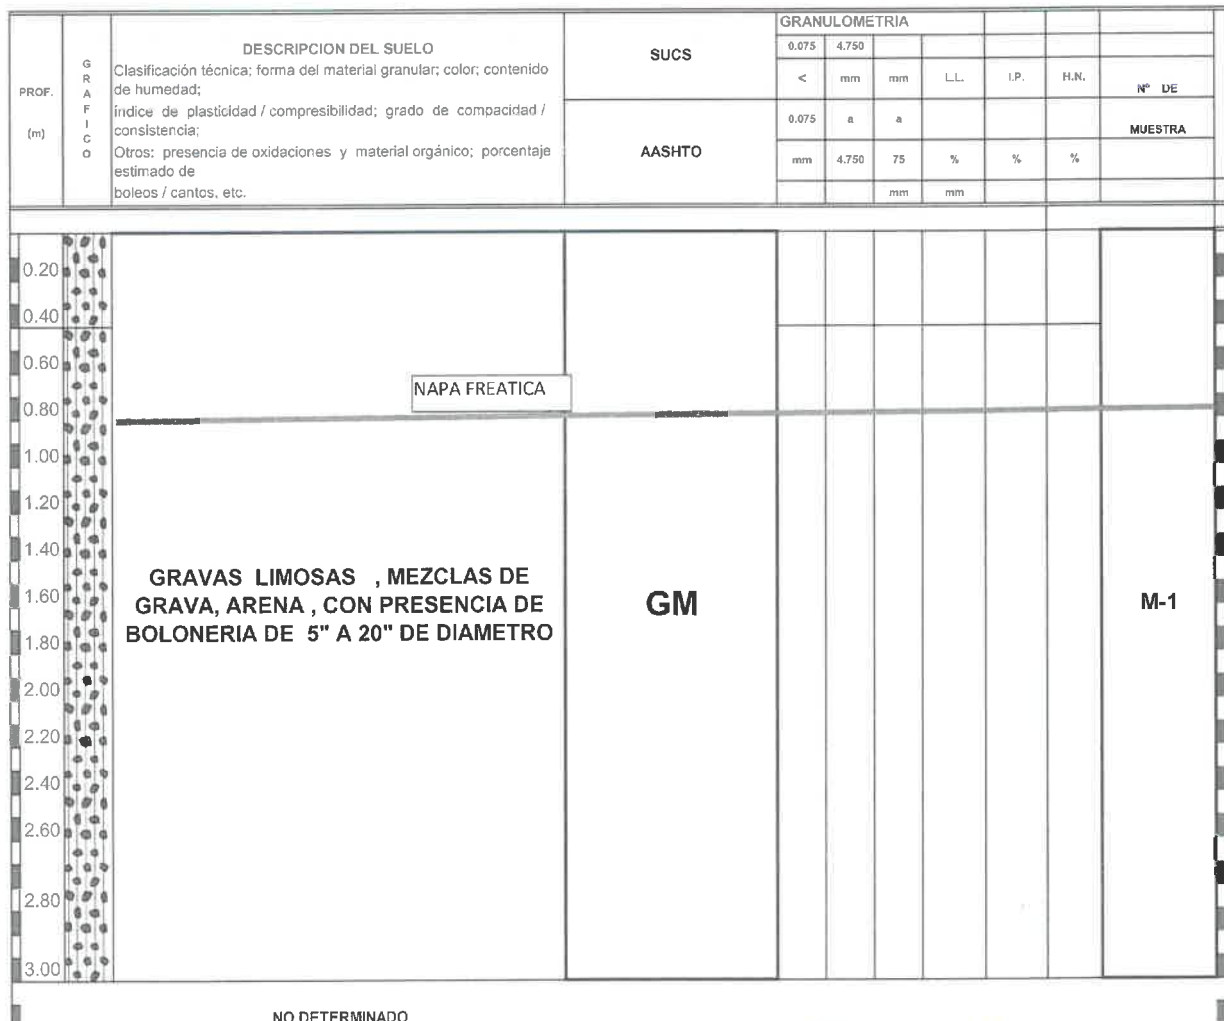 GRANULOMETRIA
DESCRIPCION DEL SUELO
SUCS
0.075 4.750
PROF.
(m)
G
R
A
F
I
C
O
Clasificación técnica; forma del material granular; color; contenido
de humedad;
índice de plasticidad / compresibilidad; grado de compacidad /
consistencia;
Otros: presencia de oxidaciones y material orgánico; porcentaje
estimado de
boleos / cantos, etc.
< mm mm L.L. I.P. H.N.
Nº DE
MUESTRA
AASHTO
0.075 a a
mm 4.750 75 % % %
mm mm
0.20
0.40
0.60
NAPA FREATICA
0.80
1.00
1.20
1.40
GRAVAS LIMOSAS , MEZCLAS DE
GRAVA, ARENA , CON PRESENCIA DE
BOLONERIA DE 5" A 20" DE DIAMETRO
GM
M-1
1.60
1.80
2.00
2.20
2.40
2.60
2.80
3.00
NO DETERMINADO